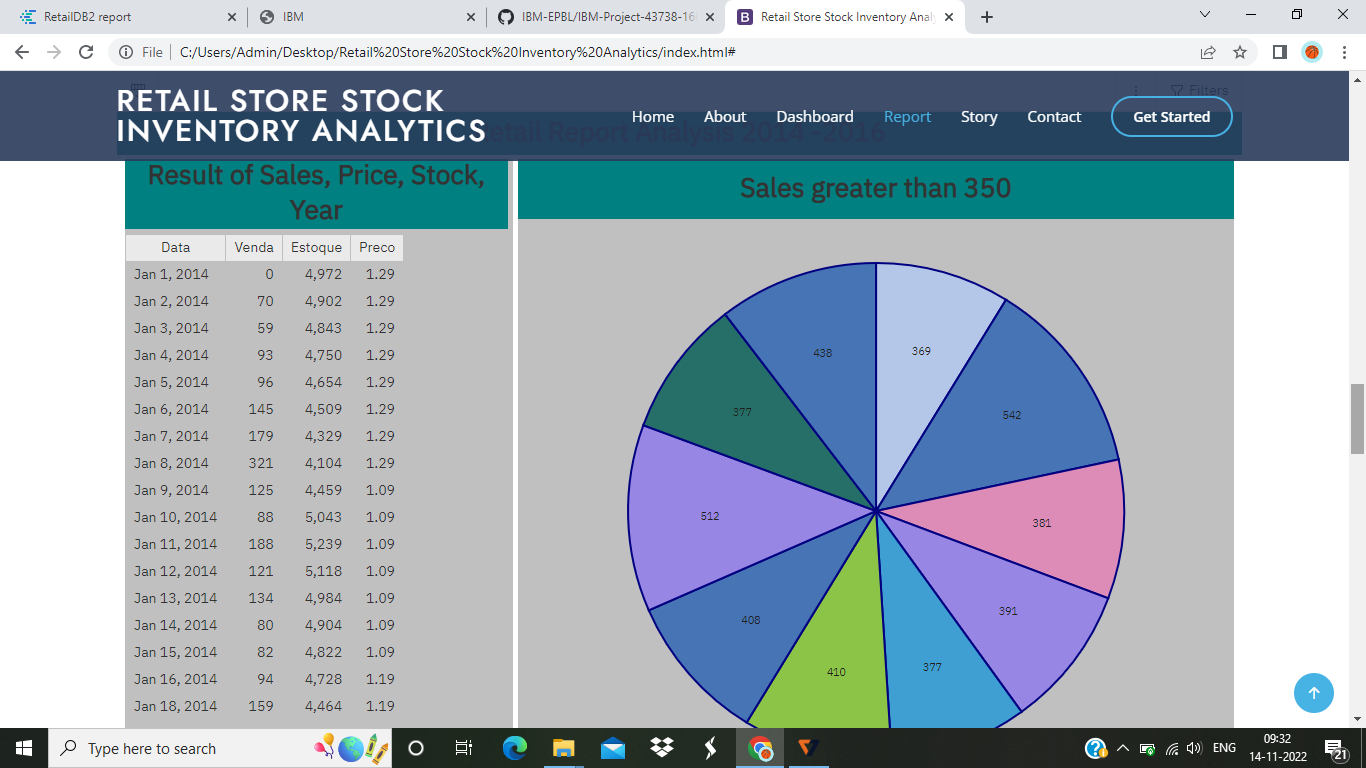 RetailDB2 report
IBM
IBM-EPBL/IBM-Project-43738-16
Retail Store Stock Inventory Anal
File
C:/Users/Admin/Desktop/Retail%20Store%20Stock%20Inventory%20Analytics/index.html#
RETAIL STORE STOCK
INVENTORY ANALYTICS
Home About Dashboard Report Story Contact Get Started
Filters
etail Report Analysis 2014 -2016
Result of Sales, Price, Stock,
Year
Sales greater than 350
Data Venda Estoque Preco
Jan 1, 2014 0 4,972 1.29
Jan 2, 2014 70 4,902 1.29
Jan 3, 2014 59 4,843 1.29
Jan 4, 2014 93 4,750 1.29
Jan 5, 2014 96 4,654 1.29
Jan 6, 2014 145 4,509 1.29
Jan 7, 2014 179 4,329 1.29
Jan 8, 2014 321 4,104 1.29
Jan 9, 2014 125 4,459 1.09
Jan 10, 2014 88 5,043 1.09
Jan 11, 2014 188 5,239 1.09
Jan 12, 2014 121 5,118 1.09
Jan 13, 2014 134 4,984 1.09
Jan 14, 2014 80 4,904 1.09
Jan 15, 2014 82 4,822 1.09
Jan 16, 2014 94 4,728 1.19
Jan 18, 2014 159 4,464 1.19
438
369
377
542
512
381
408
391
410
377
Type here to search
ENG
09:32
14-11-2022
21